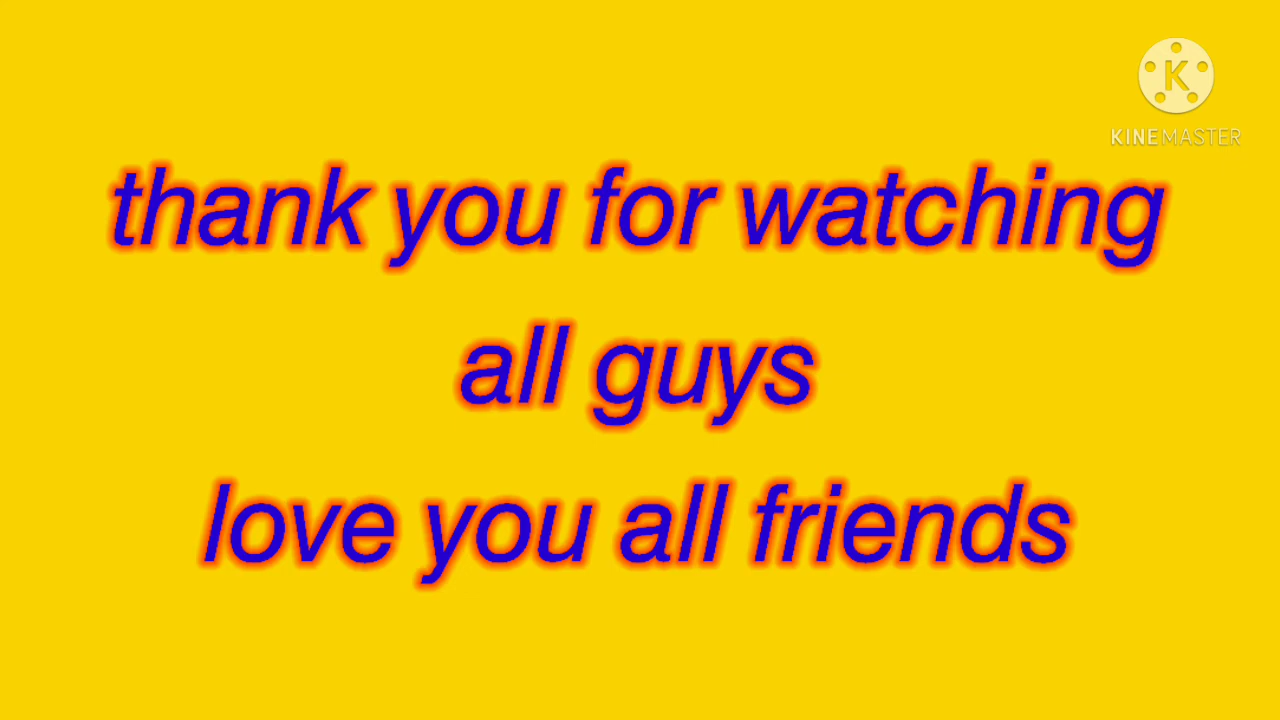 K
KINEMASTER
thank you for watching
all guys
love you all friends